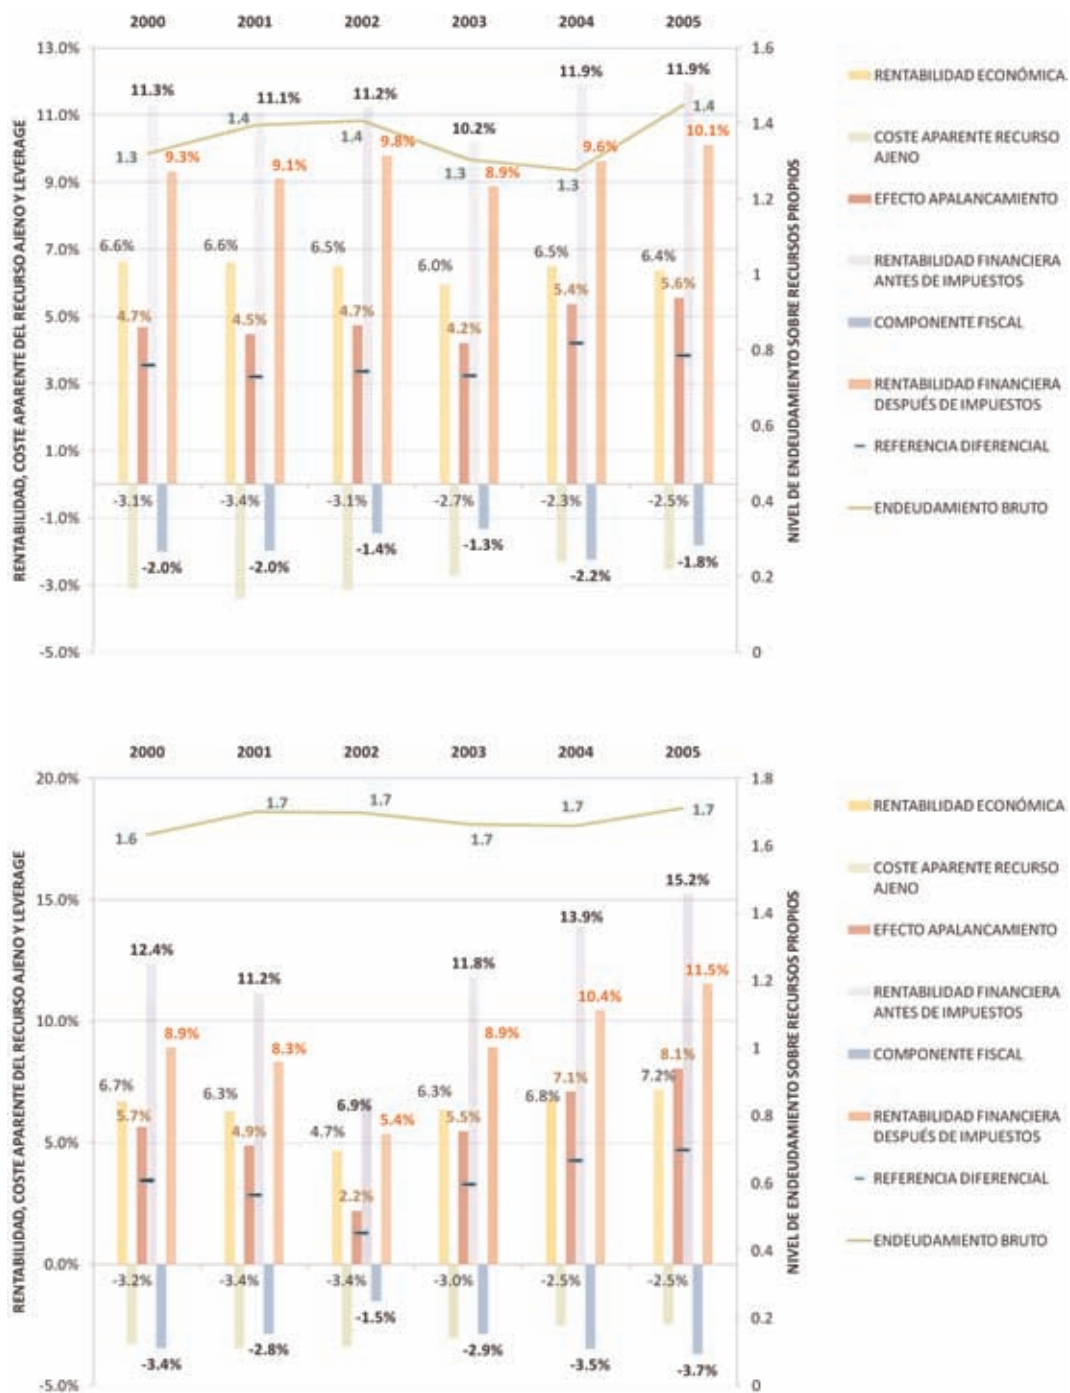 2000 2001 2002 2003 2004 2005
RENTABILIDAD, COSTE APARENTE DEL RECURSO AJENO Y LEVERAGE
13.0%
11.0%
9.0%
7.0%
5.0%
3.0%
1.0%
-1.0%
-3.0%
-5.0%
11.3% 11.1% 11.2% 10.2% 11.9% 11.9%
1.3 1.4 1.4 1.3 1.3 1.4
9.3% 9.1% 9.8% 8.9% 9.6% 10.1%
6.6% 6.6% 6.5% 6.0% 6.5% 6.4%
4.7% 4.5% 4.7% 4.2% 5.4% 5.6%
-3.1% -3.4% -3.1% -2.7% -2.3% -2.5%
-2.0% -2.0% -1.4% -1.3% -2.2% -1.8%
1.6
1.4
1.2
1
0.8
0.6
0.4
0.2
0
NIVEL DE ENDEUDAMIENTO SOBRE RECURSOS PROPIOS
RENTABILIDAD ECONÓMICA
COSTE APARENTE RECURSO
AJENO
EFECTO APALANCAMIENTO
RENTABILIDAD FINANCIERA
ANTES DE IMPUESTOS
COMPONENTE FISCAL
RENTABILIDAD FINANCIERA
DESPUÉS DE IMPUESTOS
REFERENCIA DIFERENCIAL
ENDEUDAMIENTO BRUTO
2000 2001 2002 2003 2004 2005
RENTABILIDAD, COSTE APARENTE DEL RECURSO AJENO Y LEVERAGE
20.0%
15.0%
10.0%
5.0%
0.0%
-5.0%
1.6 1.7 1.7 1.7 1.7 1.7
12.4% 11.2% 6.9% 11.8% 13.9% 15.2%
8.9% 8.3% 5.4% 8.9% 10.4% 11.5%
6.7% 6.3% 4.7% 6.3% 6.8% 7.2%
5.7% 4.9% 2.2% 5.5% 7.1% 8.1%
-3.2% -3.4% -3.4% -3.0% -2.5% -2.5%
-3.4% -2.8% -1.5% -2.9% -3.5% -3.7%
1.8
1.6
1.4
1.2
1
0.8
0.6
0.4
0.2
0
NIVEL DE ENDEUDAMIENTO SOBRE RECURSOS PROPIOS
RENTABILIDAD ECONÓMICA
COSTE APARENTE RECURSO
AJENO
EFECTO APALANCAMIENTO
RENTABILIDAD FINANCIERA
ANTES DE IMPUESTOS
COMPONENTE FISCAL
RENTABILIDAD FINANCIERA
DESPUÉS DE IMPUESTOS
REFERENCIA DIFERENCIAL
ENDEUDAMIENTO BRUTO